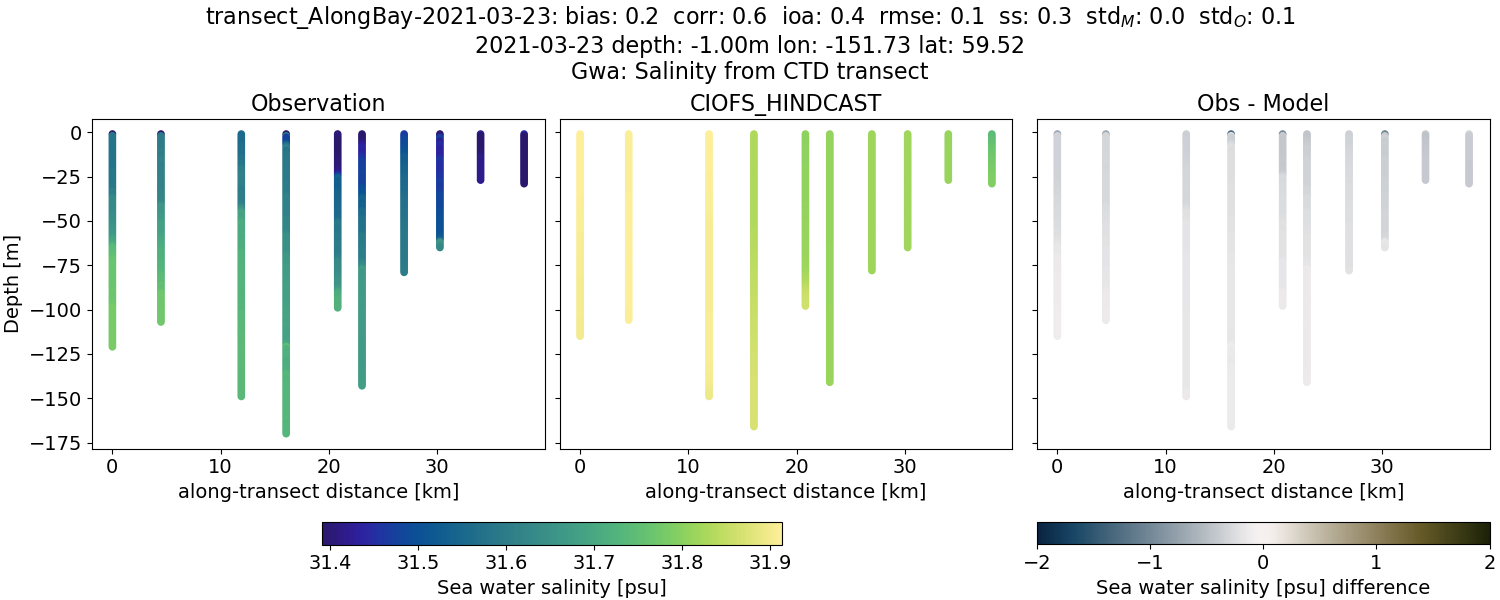 transect_AlongBay-2021-03-23: bias: 0.2 corr: 0.6 ioa: 0.4 rmse: 0.1 ss: 0.3 std_M: 0.0 std_O: 0.1
2021-03-23 depth: -1.00m lon: -151.73 lat: 59.52
Gwa: Salinity from CTD transect
Observation CIOFS_HINDCAST Obs - Model
0
−25
−50
−75
−100
−125
−150
−175
Depth [m]
0 10 20 30 0 10 20 30 0 10 20 30
along-transect distance [km] along-transect distance [km] along-transect distance [km]
31.4 31.5 31.6 31.7 31.8 31.9 −2 −1 0 1 2
Sea water salinity [psu] Sea water salinity [psu] difference